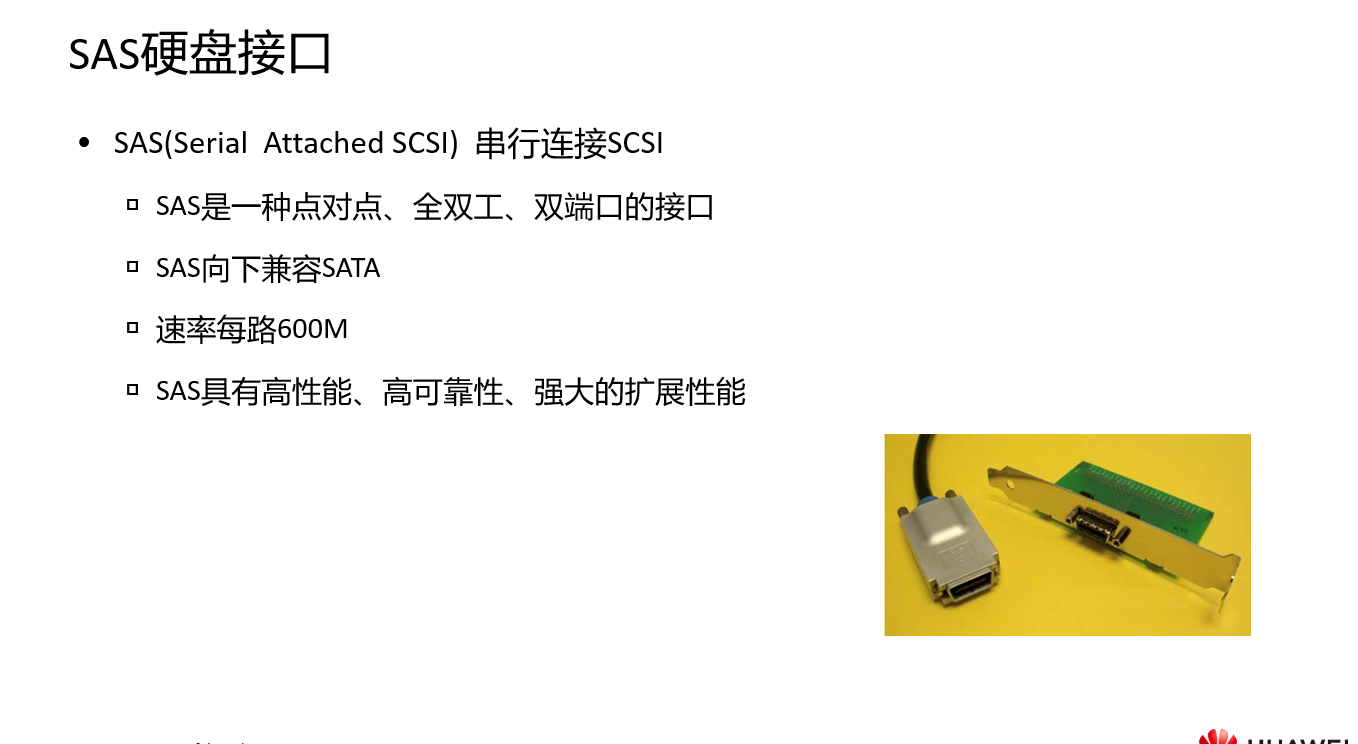 SAS硬盘接口
• SAS(Serial Attached SCSI) 串行连接SCSI
SAS是一种点对点、全双工、双端口的接口
SAS向下兼容SATA
速率每路600M
SAS具有高性能、高可靠性、强大的扩展性能
HUAWEI